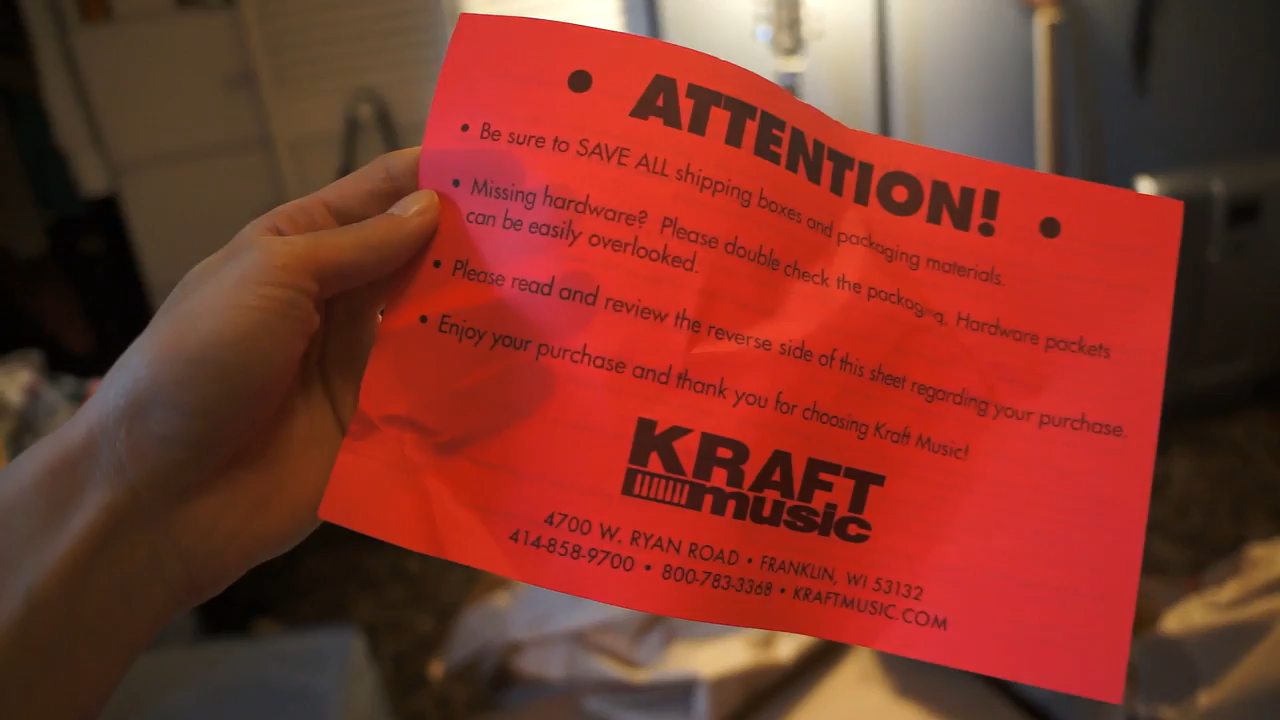 • ATTENTION! •
• Be sure to SAVE ALL shipping boxes and packaging materials.
• Missing hardware? Please double check the packaging. Hardware packets
can be easily overlooked.
• Please read and review the reverse side of this sheet regarding your purchase.
• Enjoy your purchase and thank you for choosing Kraft Music!
KRAFT
music
4700 W. RYAN ROAD • FRANKLIN, WI 53132
414-858-9700 • 800-783-3368 • KRAFTMUSIC.COM